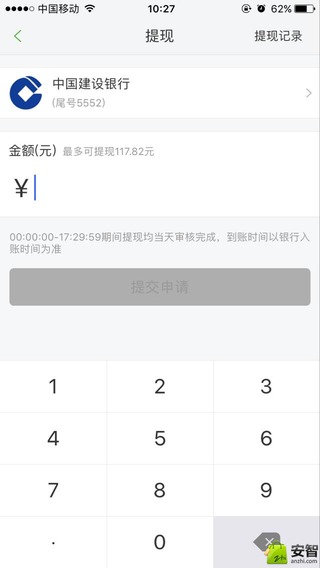 中国移动 10:27 62%
提现 提现记录
中国建设银行
(尾号5552)
金额(元) 最多可提现117.82元
¥
00:00:00-17:29:59期间提现均当天审核完成，到账时间以银行入
账时间为准
提交申请
1 2 3
4 5 6
7 8 9
. 0
安智
anzhi.com